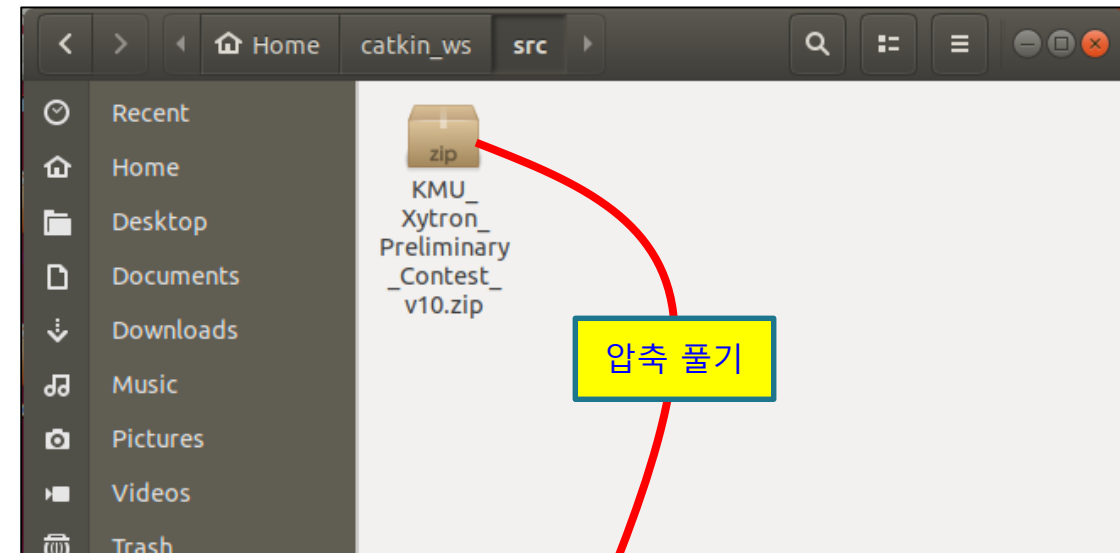 Home catkin_ws src
Recent
Home
Desktop
Documents
Downloads
Music
Pictures
Videos
Trash
zip
KMU_
Xytron_
Preliminary
_Contest_
v10.zip
압축 풀기